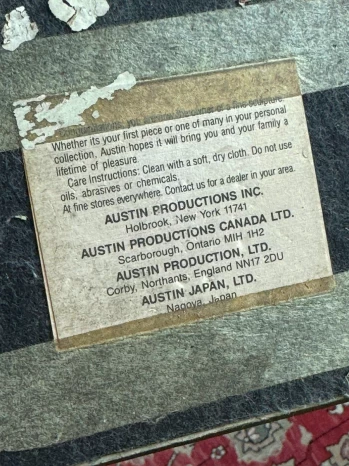 Whether its your first piece or one of many in your personal
collection, Austin hopes it will bring you and your family a
lifetime of pleasure.
Care Instructions: Clean with a soft, dry cloth. Do not use
oils, abrasives or chemicals.
At fine stores everywhere. Contact us for a dealer in your area.
AUSTIN PRODUCTIONS INC.
Holbrook, New York 11741
AUSTIN PRODUCTIONS CANADA LTD.
Scarborough, Ontario MIH 1H2
AUSTIN PRODUCTION, LTD.
Corby, Northants, England NN17 2DU
AUSTIN JAPAN, LTD.
Nagoya, Japan